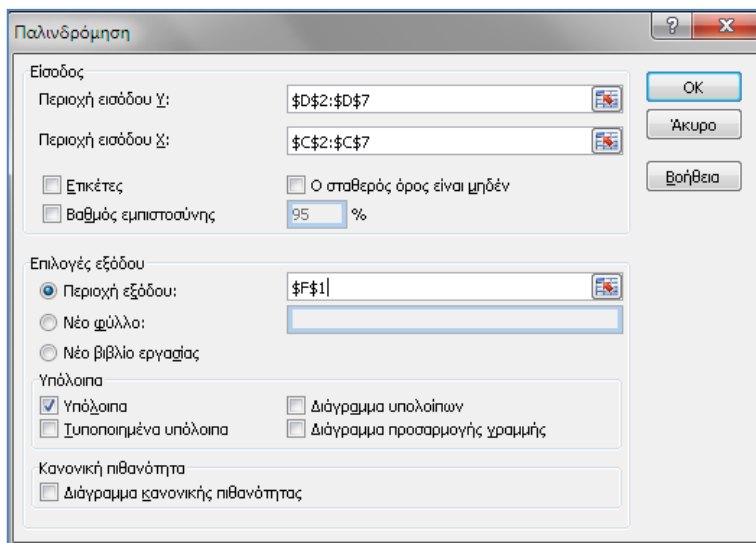 Παλινδρόμηση
Είσοδος
Περιοχή εισόδου Y: $D$2:$D$7
Περιοχή εισόδου X: $C$2:$C$7
Ετικέτες Ο σταθερός όρος είναι μηδέν
Βαθμός εμπιστοσύνης 95 %
OK
Άκυρο
Βοήθεια
Επιλογές εξόδου
Περιοχή εξόδου: $F$1
Νέο φύλλο:
Νέο βιβλίο εργασίας
Υπόλοιπα
Υπόλοιπα Διάγραμμα υπολοίπων
Τυποποιημένα υπόλοιπα Διάγραμμα προσαρμογής γραμμής
Κανονική πιθανότητα
Διάγραμμα κανονικής πιθανότητας